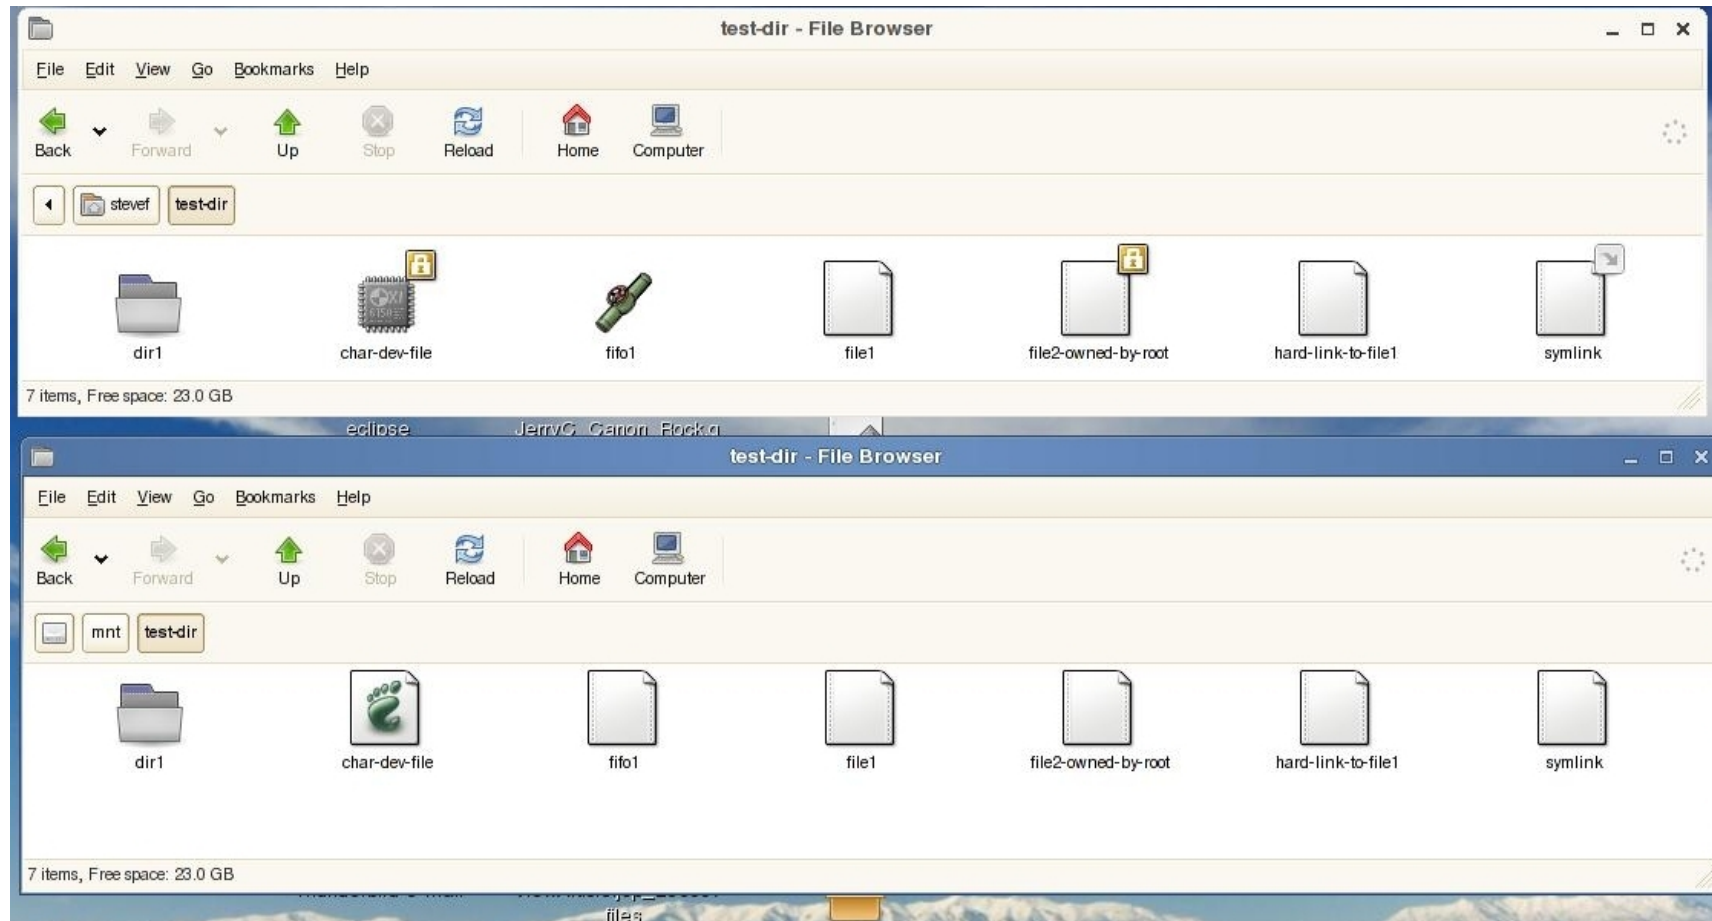 test-dir - File Browser
File Edit View Go Bookmarks Help
Back Forward Up Stop Reload Home Computer
stevef test-dir
dir1 char-dev-file fifo1 file1 file2-owned-by-root hard-link-to-file1 symlink
7 items, Free space: 23.0 GB
eclipse JerryC_Canon_Rock.g
test-dir - File Browser
File Edit View Go Bookmarks Help
Back Forward Up Stop Reload Home Computer
mnt test-dir
dir1 char-dev-file fifo1 file1 file2-owned-by-root hard-link-to-file1 symlink
7 items, Free space: 23.0 GB
files